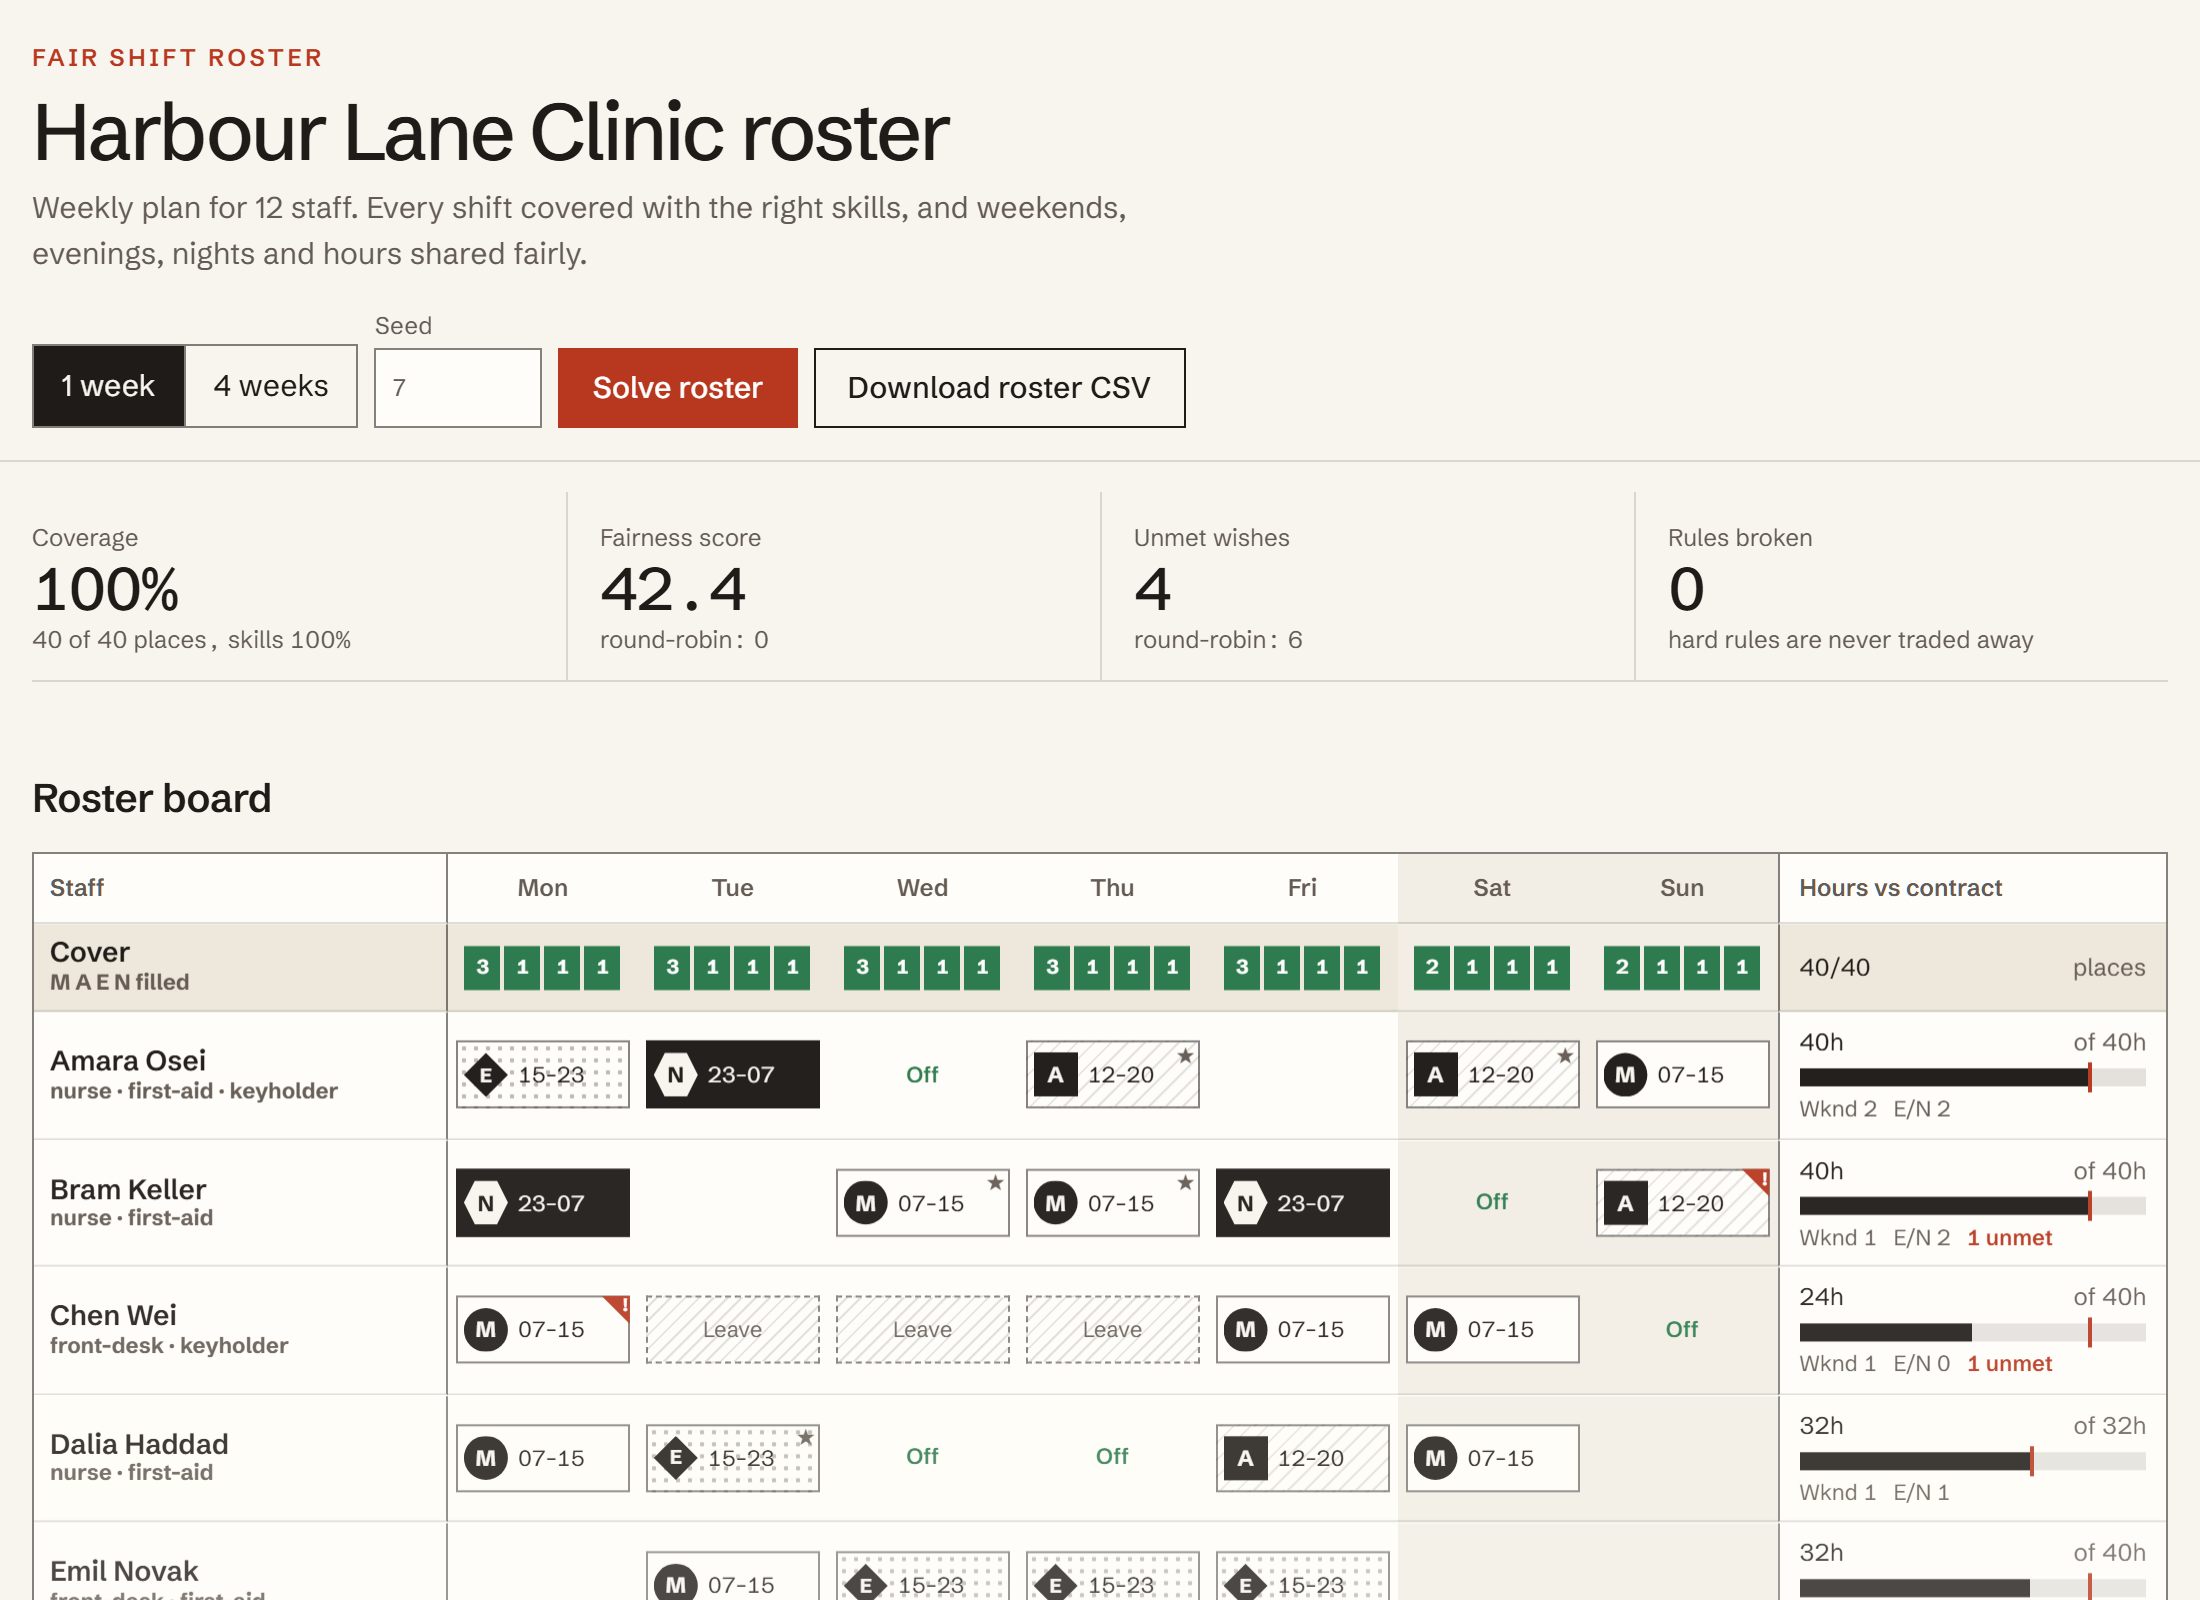 FAIR SHIFT ROSTER
Harbour Lane Clinic roster
Weekly plan for 12 staff. Every shift covered with the right skills, and weekends,
evenings, nights and hours shared fairly.
Seed
1 week 4 weeks 7 Solve roster Download roster CSV
Coverage Fairness score Unmet wishes Rules broken
100% 42.4 4 0
40 of 40 places, skills 100% round-robin: 0 round-robin: 6 hard rules are never traded away
Roster board
Staff Mon Tue Wed Thu Fri Sat Sun Hours vs contract
Cover
M A E N filled
3 1 1 1 3 1 1 1 3 1 1 1 3 1 1 1 3 1 1 1 2 1 1 1 2 1 1 1 40/40 places
Amara Osei
nurse · first-aid · keyholder
E 15-23 N 23-07 Off A 12-20 ★ A 12-20 ★ M 07-15
40h of 40h
Wknd 2 E/N 2
Bram Keller
nurse · first-aid
N 23-07 M 07-15 ★ M 07-15 ★ N 23-07 Off A 12-20 !
40h of 40h
Wknd 1 E/N 2 1 unmet
Chen Wei
front-desk · keyholder
M 07-15 ! Leave Leave Leave M 07-15 M 07-15 Off
24h of 40h
Wknd 1 E/N 0 1 unmet
Dalia Haddad
nurse · first-aid
M 07-15 E 15-23 ★ Off Off A 12-20 M 07-15
32h of 32h
Wknd 1 E/N 1
Emil Novak
front-desk · first-aid
M 07-15 E 15-23 E 15-23 E 15-23
32h of 40h